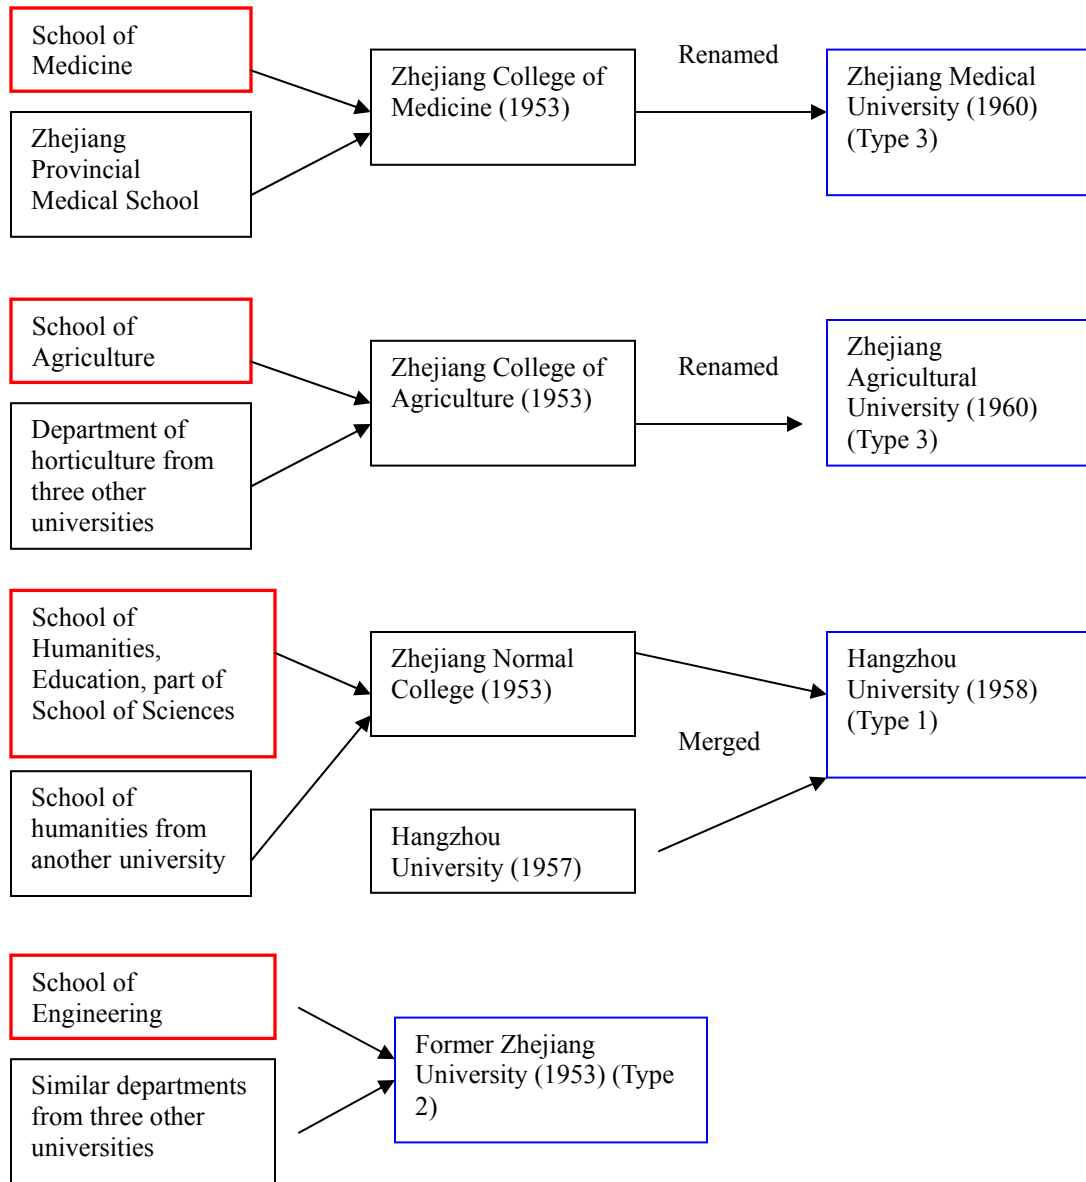 School of
Medicine
Zhejiang
Provincial
Medical School
Zhejiang College of
Medicine (1953)
Renamed
Zhejiang Medical
University (1960)
(Type 3)
School of
Agriculture
Department of
horticulture from
three other
universities
Zhejiang College of
Agriculture (1953)
Renamed
Zhejiang
Agricultural
University (1960)
(Type 3)
School of
Humanities,
Education, part of
School of Sciences
School of
humanities from
another university
Zhejiang Normal
College (1953)
Hangzhou
University (1957)
Merged
Hangzhou
University (1958)
(Type 1)
School of
Engineering
Similar departments
from three other
universities
Former Zhejiang
University (1953) (Type
2)